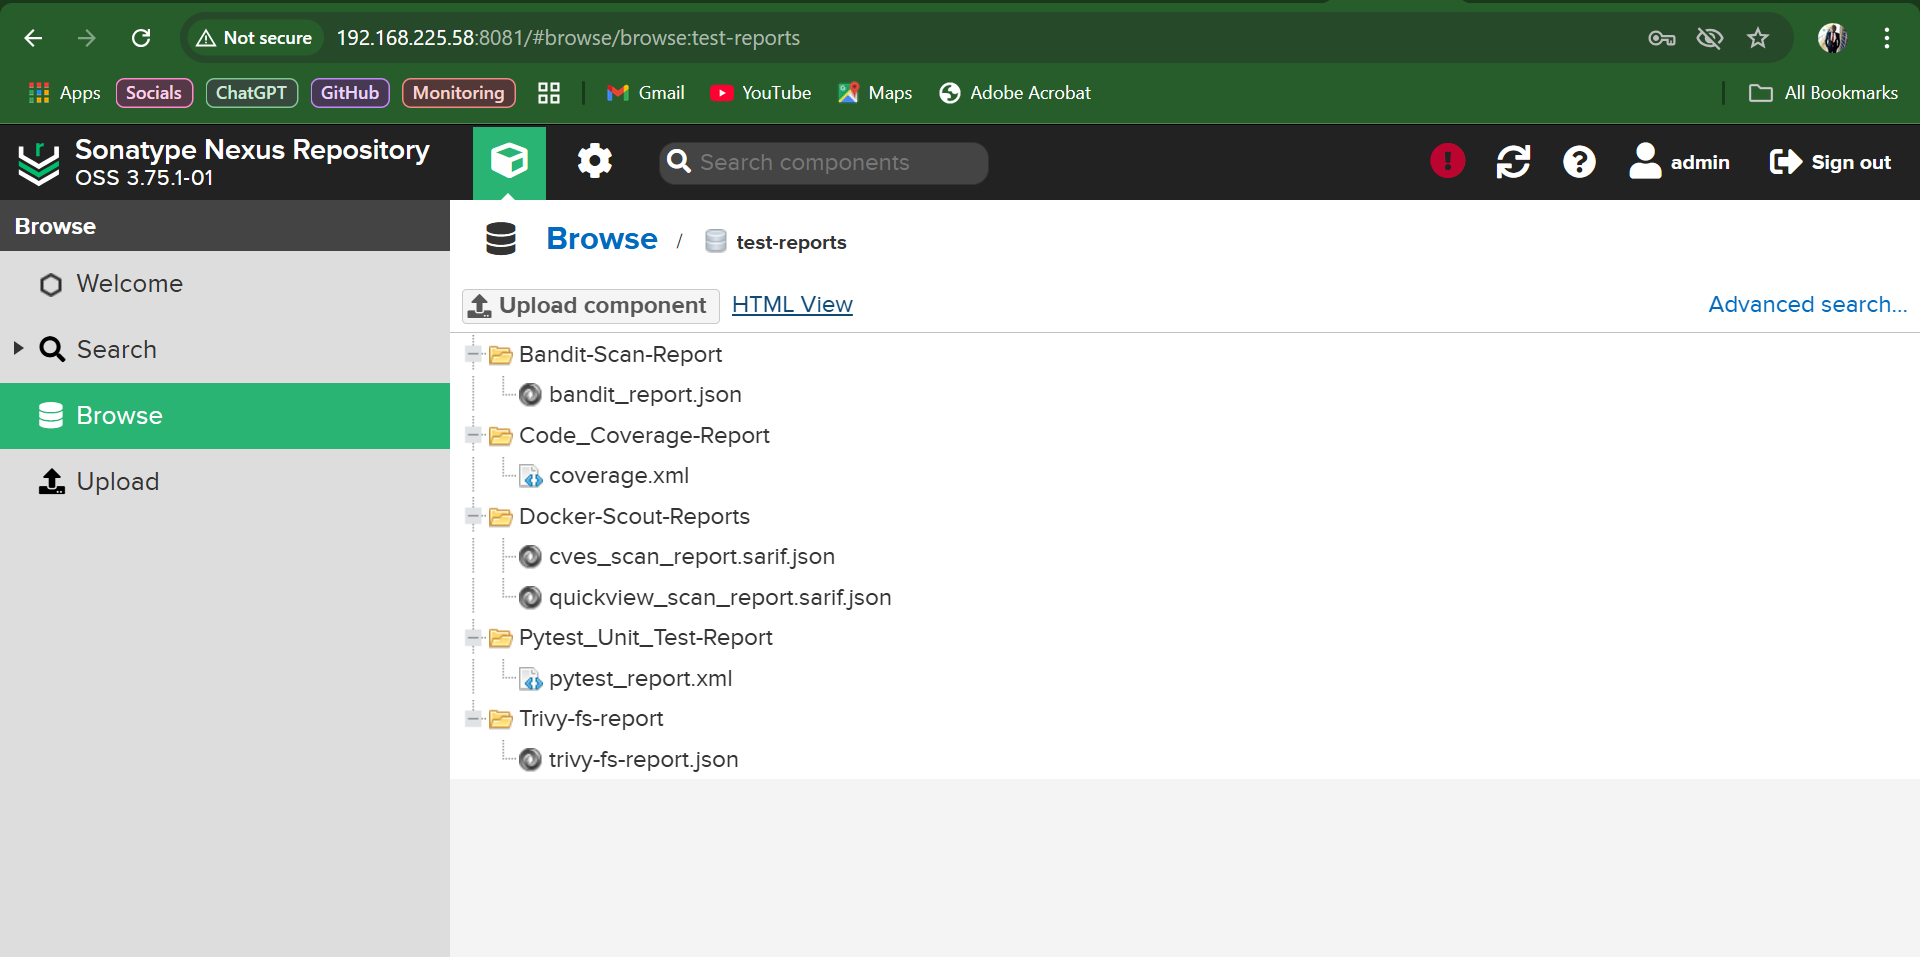 Not secure 192.168.225.58:8081/#browse/browse:test-reports
Apps Socials ChatGPT GitHub Monitoring Gmail YouTube Maps Adobe Acrobat All Bookmarks
Sonatype Nexus Repository
OSS 3.75.1-01
Search components
admin Sign out
Browse
Welcome
Search
Browse
Upload
Browse / test-reports
Upload component HTML View Advanced search...
Bandit-Scan-Report
bandit_report.json
Code_Coverage-Report
coverage.xml
Docker-Scout-Reports
cves_scan_report.sarif.json
quickview_scan_report.sarif.json
Pytest_Unit_Test-Report
pytest_report.xml
Trivy-fs-report
trivy-fs-report.json